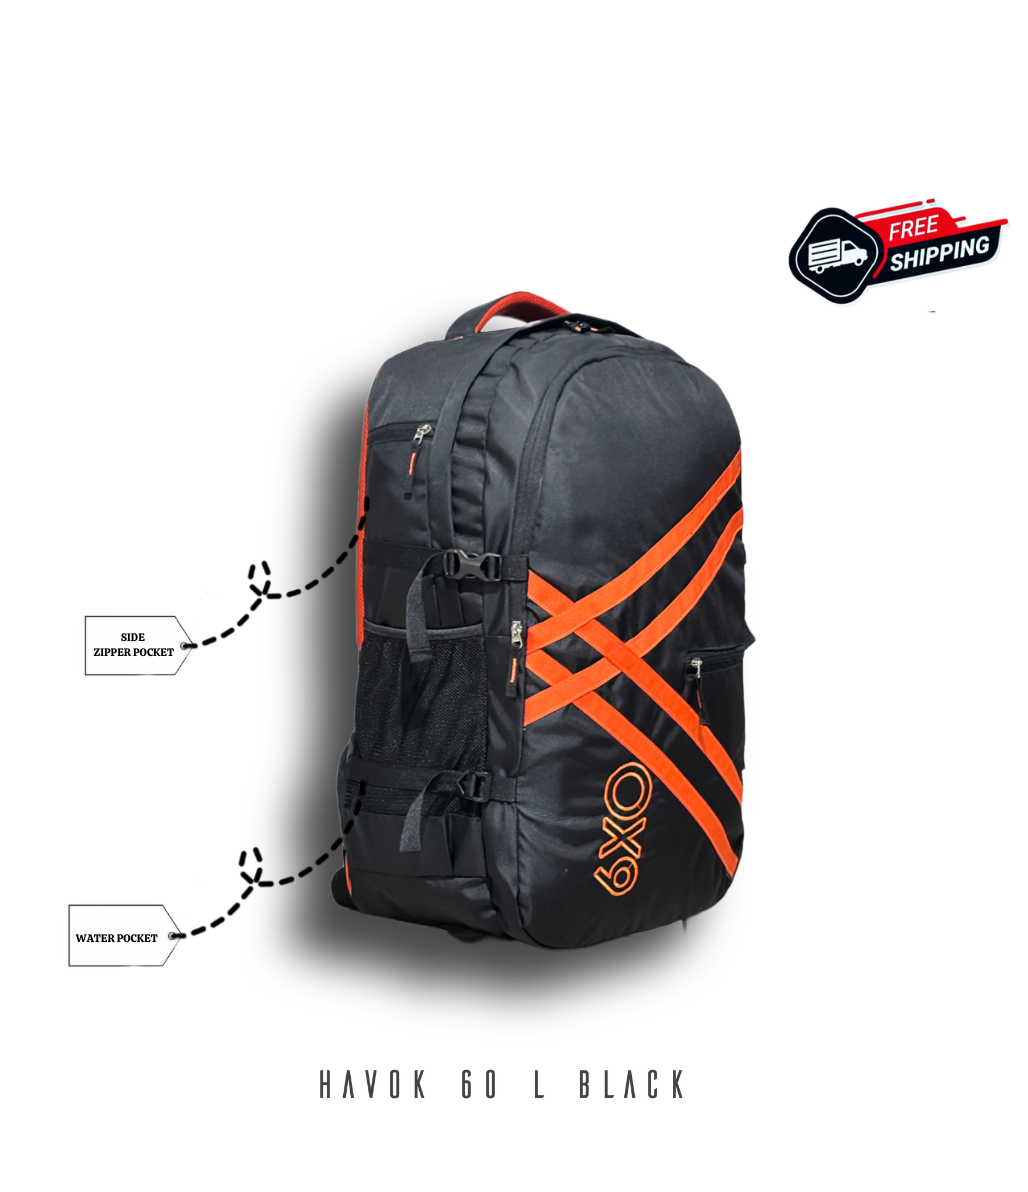 FREE
SHIPPING
SIDE
ZIPPER POCKET
6XO
WATER POCKET
HAVOK 60 L BLACK